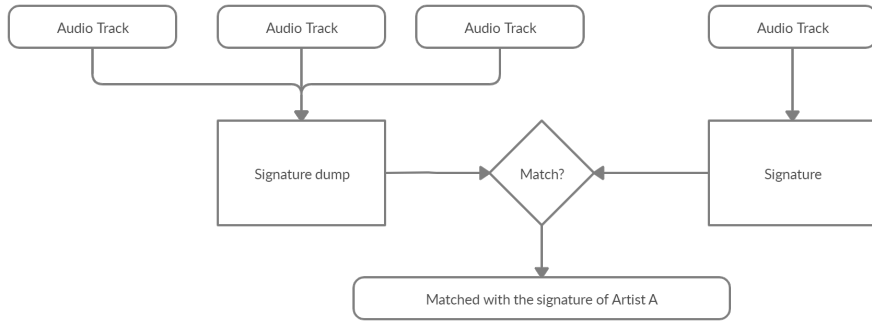 Audio Track
Audio Track
Audio Track
Audio Track
Signature dump
Match?
Signature
Matched with the signature of Artist A